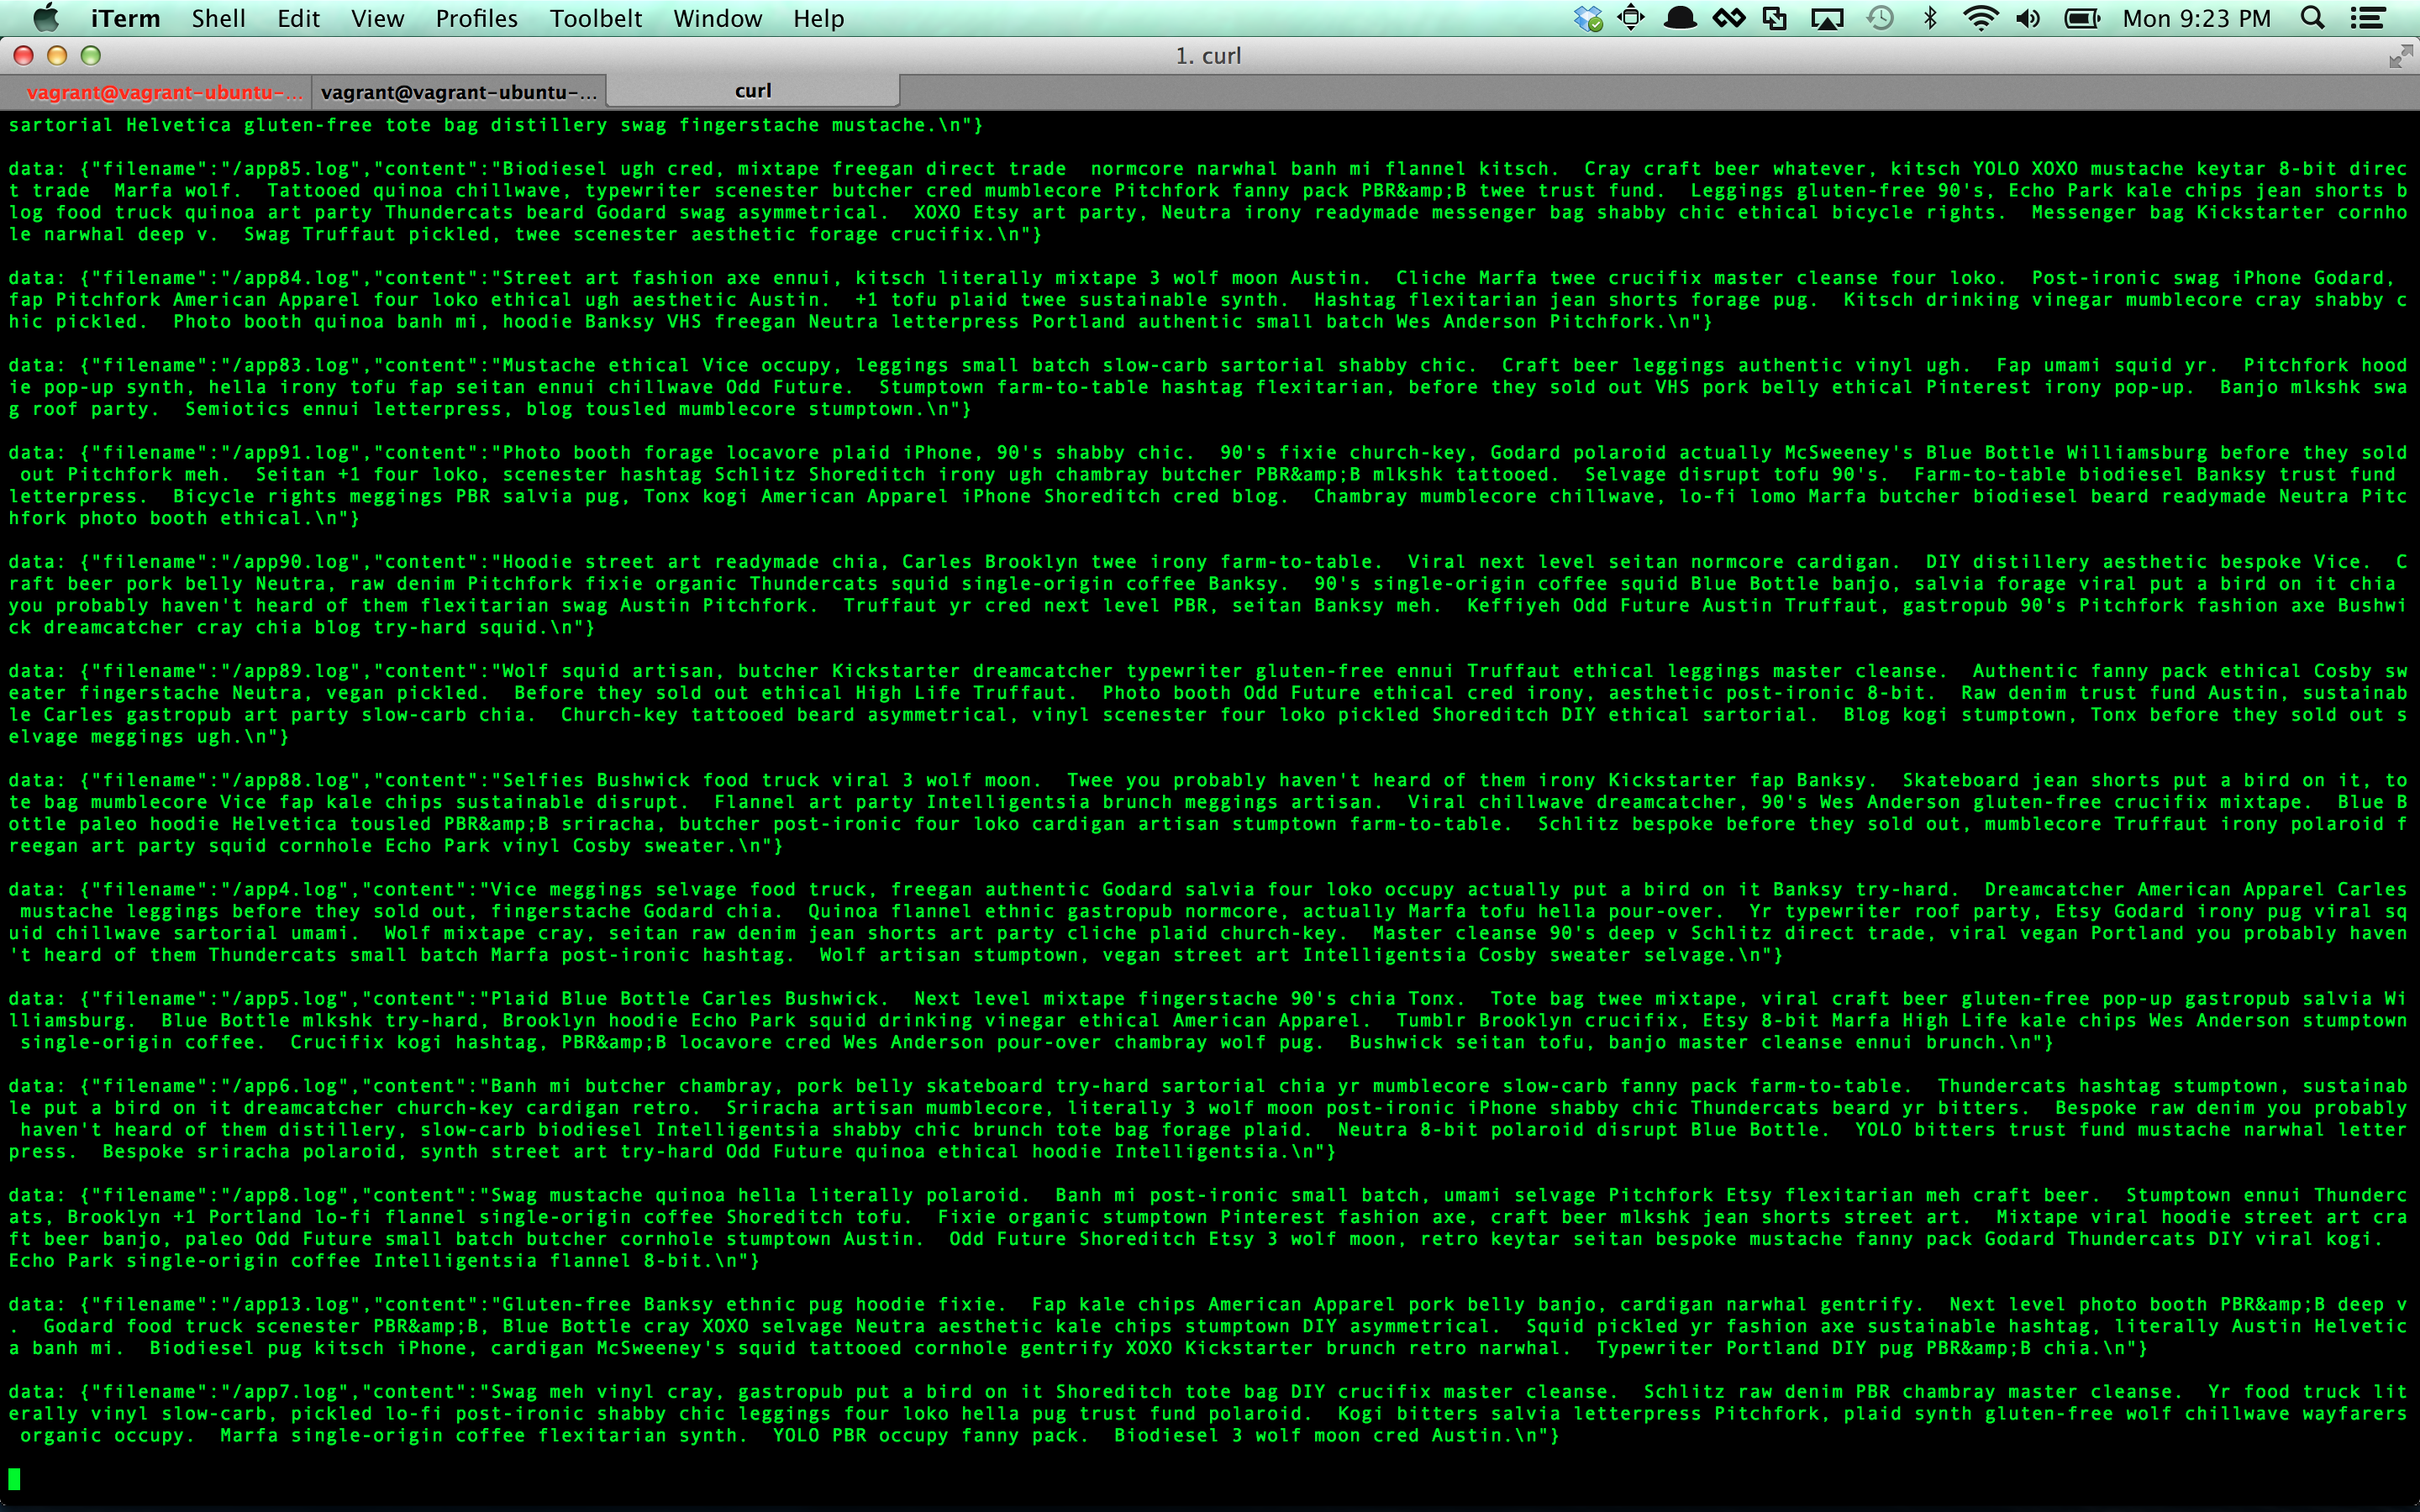 iTerm Shell Edit View Profiles Toolbelt Window Help Mon 9:23 PM
1. curl
vagrant@vagrant-ubuntu-... vagrant@vagrant-ubuntu-... curl
sartorial Helvetica gluten-free tote bag distillery swag fingerstache mustache.\n"}
data: {"filename":"/app85.log","content":"Biodiesel ugh cred, mixtape freegan direct trade  normcore narwhal banh mi flannel kitsch.  Cray craft beer whatever, kitsch YOLO XOXO mustache keytar 8-bit direc
t trade  Marfa wolf.  Tattooed quinoa chillwave, typewriter scenester butcher cred mumblecore Pitchfork fanny pack PBR&amp;B twee trust fund.  Leggings gluten-free 90's, Echo Park kale chips jean shorts b
log food truck quinoa art party Thundercats beard Godard swag asymmetrical.  XOXO Etsy art party, Neutra irony readymade messenger bag shabby chic ethical bicycle rights.  Messenger bag Kickstarter cornho
le narwhal deep v.  Swag Truffaut pickled, twee scenester aesthetic forage crucifix.\n"}
data: {"filename":"/app84.log","content":"Street art fashion axe ennui, kitsch literally mixtape 3 wolf moon Austin.  Cliche Marfa twee crucifix master cleanse four loko.  Post-ironic swag iPhone Godard,
fap Pitchfork American Apparel four loko ethical ugh aesthetic Austin.  +1 tofu plaid twee sustainable synth.  Hashtag flexitarian jean shorts forage pug.  Kitsch drinking vinegar mumblecore cray shabby c
hic pickled.  Photo booth quinoa banh mi, hoodie Banksy VHS freegan Neutra letterpress Portland authentic small batch Wes Anderson Pitchfork.\n"}
data: {"filename":"/app83.log","content":"Mustache ethical Vice occupy, leggings small batch slow-carb sartorial shabby chic.  Craft beer leggings authentic vinyl ugh.  Fap umami squid yr.  Pitchfork hood
ie pop-up synth, hella irony tofu fap seitan ennui chillwave Odd Future.  Stumptown farm-to-table hashtag flexitarian, before they sold out VHS pork belly ethical Pinterest irony pop-up.  Banjo mlkshk swa
g roof party.  Semiotics ennui letterpress, blog tousled mumblecore stumptown.\n"}
data: {"filename":"/app91.log","content":"Photo booth forage locavore plaid iPhone, 90's shabby chic.  90's fixie church-key, Godard polaroid actually McSweeney's Blue Bottle Williamsburg before they sold
 out Pitchfork meh.  Seitan +1 four loko, scenester hashtag Schlitz Shoreditch irony ugh chambray butcher PBR&amp;B mlkshk tattooed.  Selvage disrupt tofu 90's.  Farm-to-table biodiesel Banksy trust fund
letterpress.  Bicycle rights meggings PBR salvia pug, Tonx kogi American Apparel iPhone Shoreditch cred blog.  Chambray mumblecore chillwave, lo-fi lomo Marfa butcher biodiesel beard readymade Neutra Pitc
hfork photo booth ethical.\n"}
data: {"filename":"/app90.log","content":"Hoodie street art readymade chia, Carles Brooklyn twee irony farm-to-table.  Viral next level seitan normcore cardigan.  DIY distillery aesthetic bespoke Vice.  C
raft beer pork belly Neutra, raw denim Pitchfork fixie organic Thundercats squid single-origin coffee Banksy.  90's single-origin coffee squid Blue Bottle banjo, salvia forage viral put a bird on it chia
you probably haven't heard of them flexitarian swag Austin Pitchfork.  Truffaut yr cred next level PBR, seitan Banksy meh.  Keffiyeh Odd Future Austin Truffaut, gastropub 90's Pitchfork fashion axe Bushwi
ck dreamcatcher cray chia blog try-hard squid.\n"}
data: {"filename":"/app89.log","content":"Wolf squid artisan, butcher Kickstarter dreamcatcher typewriter gluten-free ennui Truffaut ethical leggings master cleanse.  Authentic fanny pack ethical Cosby sw
eater fingerstache Neutra, vegan pickled.  Before they sold out ethical High Life Truffaut.  Photo booth Odd Future ethical cred irony, aesthetic post-ironic 8-bit.  Raw denim trust fund Austin, sustainab
le Carles gastropub art party slow-carb chia.  Church-key tattooed beard asymmetrical, vinyl scenester four loko pickled Shoreditch DIY ethical sartorial.  Blog kogi stumptown, Tonx before they sold out s
elvage meggings ugh.\n"}
data: {"filename":"/app88.log","content":"Selfies Bushwick food truck viral 3 wolf moon.  Twee you probably haven't heard of them irony Kickstarter fap Banksy.  Skateboard jean shorts put a bird on it, to
te bag mumblecore Vice fap kale chips sustainable disrupt.  Flannel art party Intelligentsia brunch meggings artisan.  Viral chillwave dreamcatcher, 90's Wes Anderson gluten-free crucifix mixtape.  Blue B
ottle paleo hoodie Helvetica tousled PBR&amp;B sriracha, butcher post-ironic four loko cardigan artisan stumptown farm-to-table.  Schlitz bespoke before they sold out, mumblecore Truffaut irony polaroid f
reegan art party squid cornhole Echo Park vinyl Cosby sweater.\n"}
data: {"filename":"/app4.log","content":"Vice meggings selvage food truck, freegan authentic Godard salvia four loko occupy actually put a bird on it Banksy try-hard.  Dreamcatcher American Apparel Carles
 mustache leggings before they sold out, fingerstache Godard chia.  Quinoa flannel ethnic gastropub normcore, actually Marfa tofu hella pour-over.  Yr typewriter roof party, Etsy Godard irony pug viral sq
uid chillwave sartorial umami.  Wolf mixtape cray, seitan raw denim jean shorts art party cliche plaid church-key.  Master cleanse 90's deep v Schlitz direct trade, viral vegan Portland you probably haven
't heard of them Thundercats small batch Marfa post-ironic hashtag.  Wolf artisan stumptown, vegan street art Intelligentsia Cosby sweater selvage.\n"}
data: {"filename":"/app5.log","content":"Plaid Blue Bottle Carles Bushwick.  Next level mixtape fingerstache 90's chia Tonx.  Tote bag twee mixtape, viral craft beer gluten-free pop-up gastropub salvia Wi
lliamsburg.  Blue Bottle mlkshk try-hard, Brooklyn hoodie Echo Park squid drinking vinegar ethical American Apparel.  Tumblr Brooklyn crucifix, Etsy 8-bit Marfa High Life kale chips Wes Anderson stumptown
 single-origin coffee.  Crucifix kogi hashtag, PBR&amp;B locavore cred Wes Anderson pour-over chambray wolf pug.  Bushwick seitan tofu, banjo master cleanse ennui brunch.\n"}
data: {"filename":"/app6.log","content":"Banh mi butcher chambray, pork belly skateboard try-hard sartorial chia yr mumblecore slow-carb fanny pack farm-to-table.  Thundercats hashtag stumptown, sustainab
le put a bird on it dreamcatcher church-key cardigan retro.  Sriracha artisan mumblecore, literally 3 wolf moon post-ironic iPhone shabby chic Thundercats beard yr bitters.  Bespoke raw denim you probably
 haven't heard of them distillery, slow-carb biodiesel Intelligentsia shabby chic brunch tote bag forage plaid.  Neutra 8-bit polaroid disrupt Blue Bottle.  YOLO bitters trust fund mustache narwhal letter
press.  Bespoke sriracha polaroid, synth street art try-hard Odd Future quinoa ethical hoodie Intelligentsia.\n"}
data: {"filename":"/app8.log","content":"Swag mustache quinoa hella literally polaroid.  Banh mi post-ironic small batch, umami selvage Pitchfork Etsy flexitarian meh craft beer.  Stumptown ennui Thunderc
ats, Brooklyn +1 Portland lo-fi flannel single-origin coffee Shoreditch tofu.  Fixie organic stumptown Pinterest fashion axe, craft beer mlkshk jean shorts street art.  Mixtape viral hoodie street art cra
ft beer banjo, paleo Odd Future small batch butcher cornhole stumptown Austin.  Odd Future Shoreditch Etsy 3 wolf moon, retro keytar seitan bespoke mustache fanny pack Godard Thundercats DIY viral kogi.
Echo Park single-origin coffee Intelligentsia flannel 8-bit.\n"}
data: {"filename":"/app13.log","content":"Gluten-free Banksy ethnic pug hoodie fixie.  Fap kale chips American Apparel pork belly banjo, cardigan narwhal gentrify.  Next level photo booth PBR&amp;B deep v
.  Godard food truck scenester PBR&amp;B, Blue Bottle cray XOXO selvage Neutra aesthetic kale chips stumptown DIY asymmetrical.  Squid pickled yr fashion axe sustainable hashtag, literally Austin Helvetic
a banh mi.  Biodiesel pug kitsch iPhone, cardigan McSweeney's squid tattooed cornhole gentrify XOXO Kickstarter brunch retro narwhal.  Typewriter Portland DIY pug PBR&amp;B chia.\n"}
data: {"filename":"/app7.log","content":"Swag meh vinyl cray, gastropub put a bird on it Shoreditch tote bag DIY crucifix master cleanse.  Schlitz raw denim PBR chambray master cleanse.  Yr food truck lit
erally vinyl slow-carb, pickled lo-fi post-ironic shabby chic leggings four loko hella pug trust fund polaroid.  Kogi bitters salvia letterpress Pitchfork, plaid synth gluten-free wolf chillwave wayfarers
 organic occupy.  Marfa single-origin coffee flexitarian synth.  YOLO PBR occupy fanny pack.  Biodiesel 3 wolf moon cred Austin.\n"}